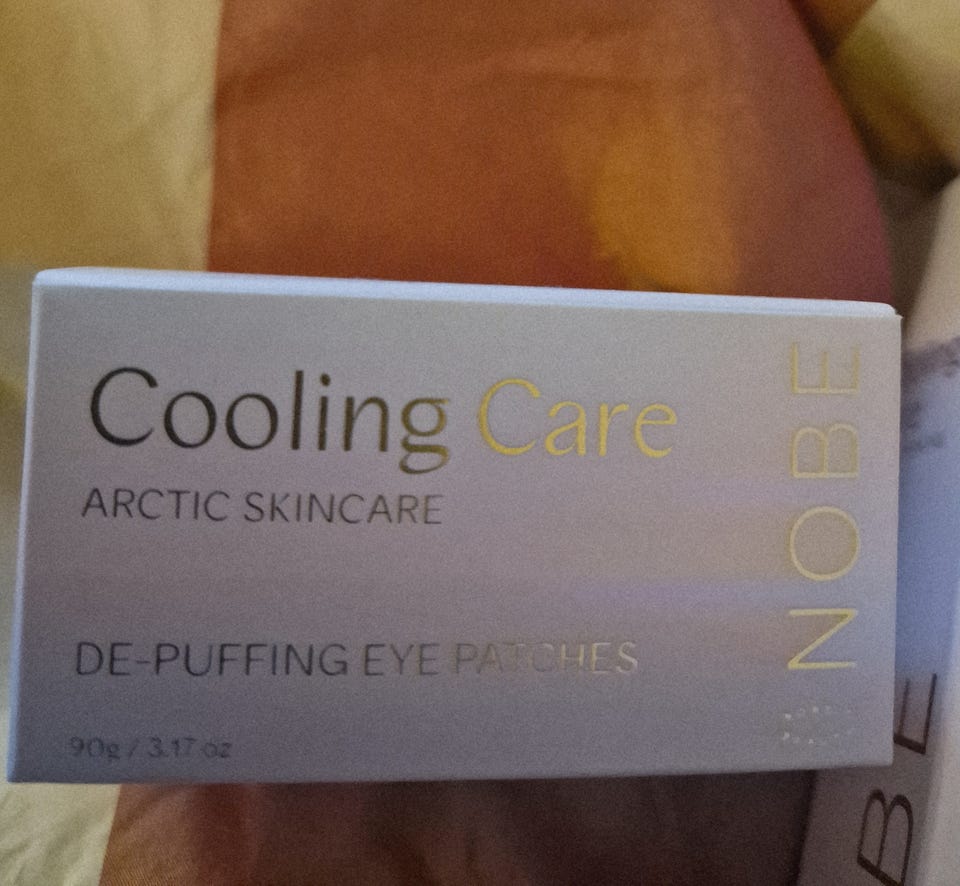 Cooling Care
ARCTIC SKINCARE
DE-PUFFING EYE PATCHES
90g / 3.17 oz
NOBE
BE